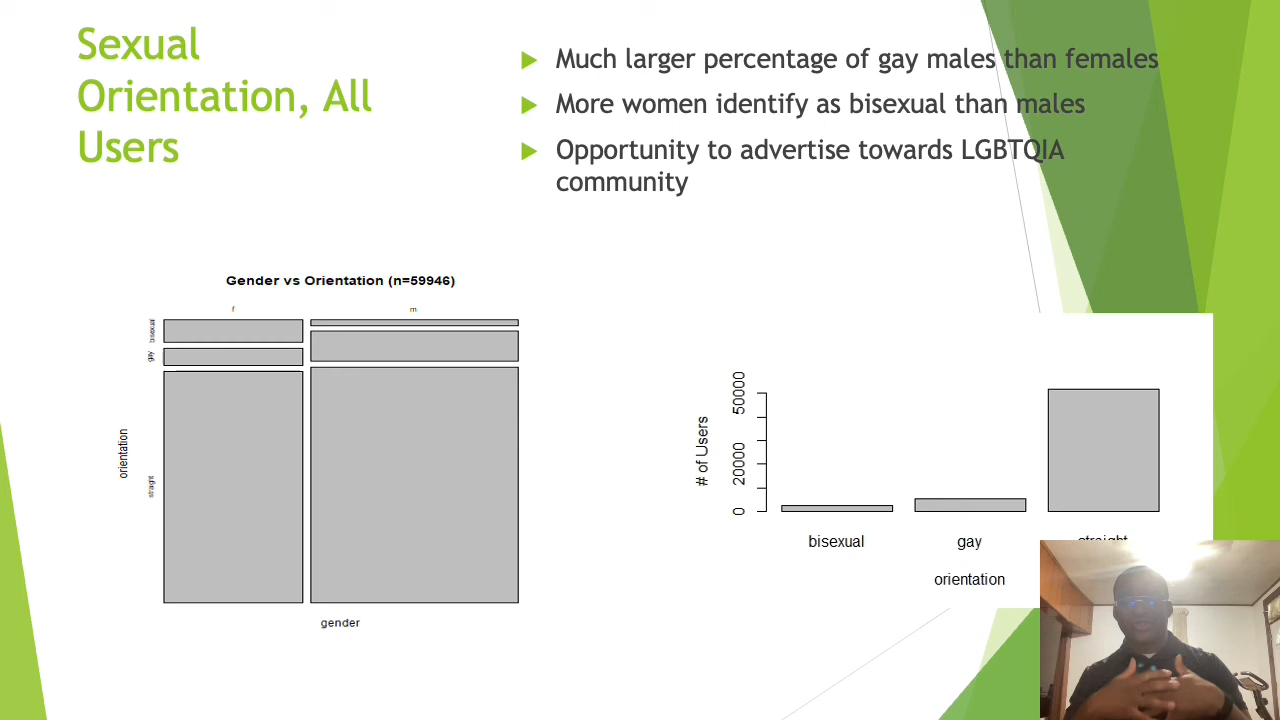 Sexual
Orientation, All
Users
Much larger percentage of gay males than females
More women identify as bisexual than males
Opportunity to advertise towards LGBTQIA
community
Gender vs Orientation (n=59946)
f
m
bisexual
gay
straight
orientation
gender
# of Users
50000
20000
0
bisexual
gay
straight
orientation